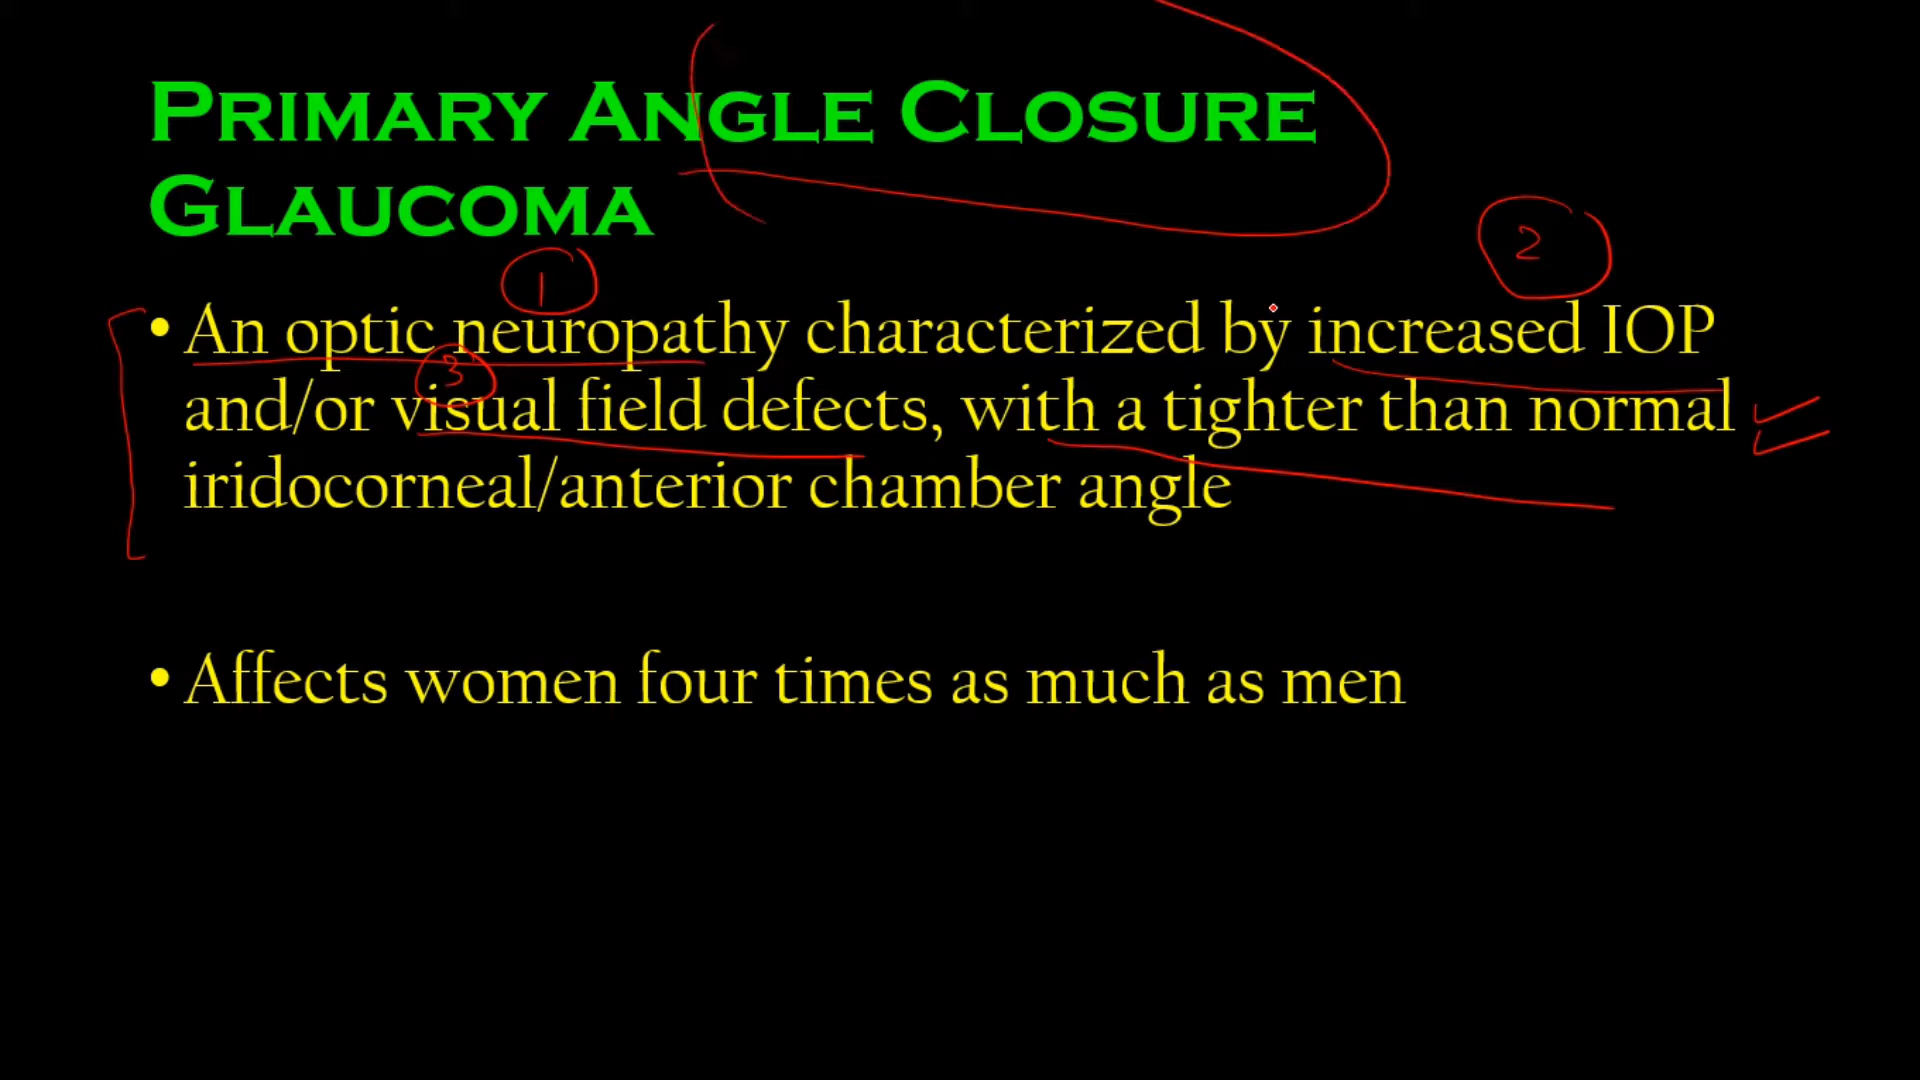 PRIMARY ANGLE CLOSURE
GLAUCOMA
1
2
• An optic neuropathy characterized by increased IOP
3
and/or visual field defects, with a tighter than normal
iridocorneal/anterior chamber angle
• Affects women four times as much as men